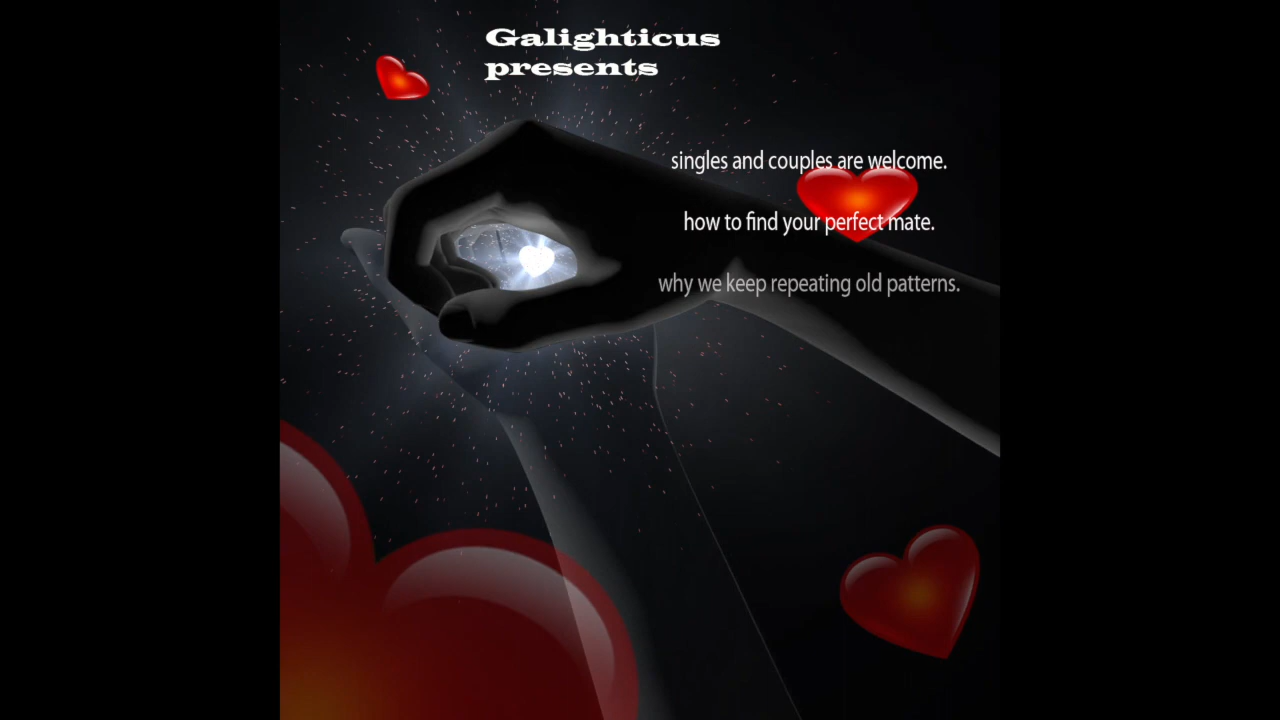 Galighticus
presents
singles and couples are welcome.
how to find your perfect mate.
why we keep repeating old patterns.